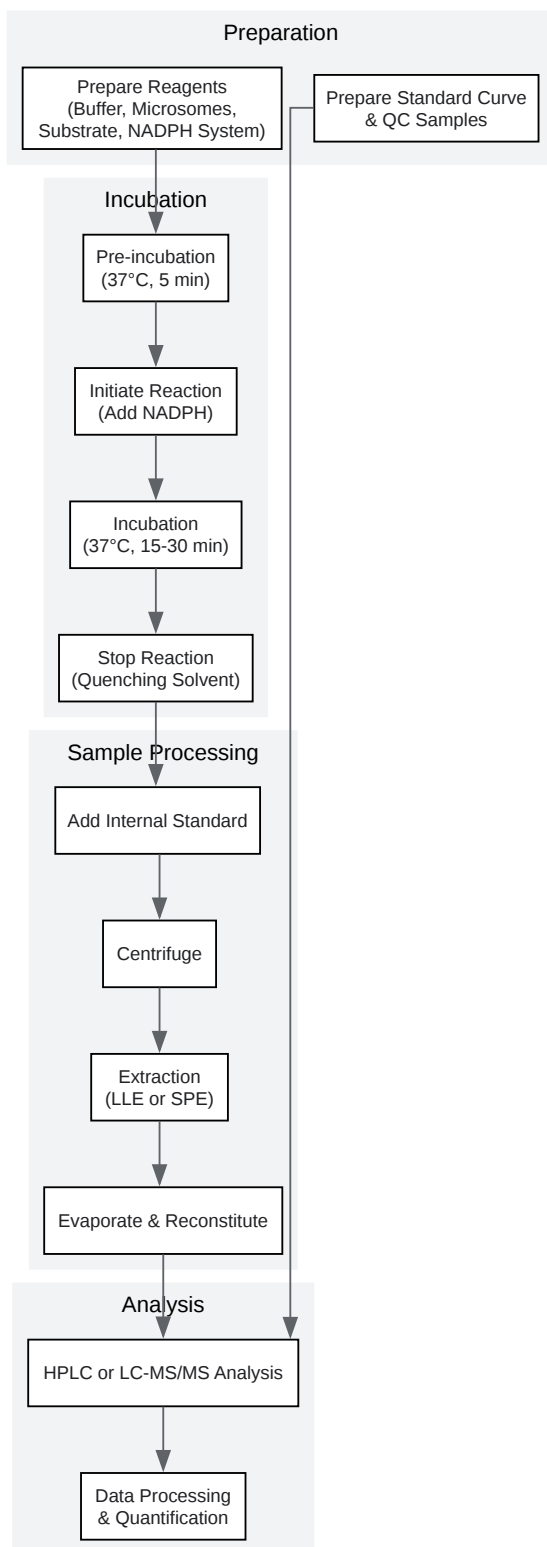 Preparation
Prepare Reagents
(Buffer, Microsomes,
Substrate, NADPH System)
Prepare Standard Curve
& QC Samples
Incubation
Pre-incubation
(37°C, 5 min)
Initiate Reaction
(Add NADPH)
Incubation
(37°C, 15-30 min)
Stop Reaction
(Quenching Solvent)
Sample Processing
Add Internal Standard
Centrifuge
Extraction
(LLE or SPE)
Evaporate & Reconstitute
Analysis
HPLC or LC-MS/MS Analysis
Data Processing
& Quantification